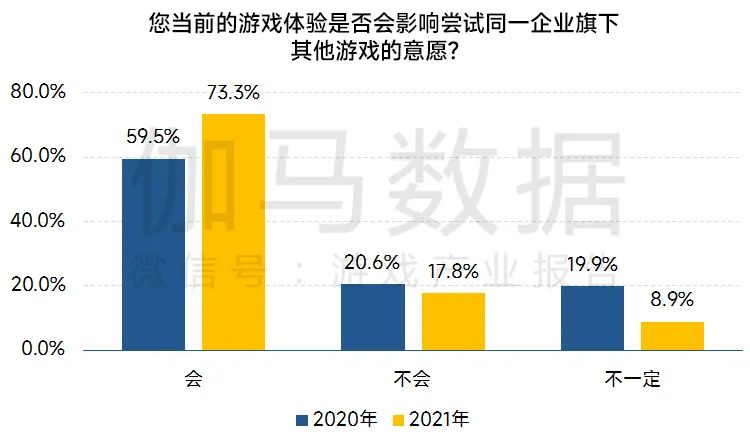 您当前的游戏体验是否会影响尝试同一企业旗下
其他游戏的意愿？
80.0%
60.0%
40.0%
20.0%
0.0%
59.5%
73.3%
20.6%
17.8%
19.9%
8.9%
伽马数据
微信号：游戏产业报告
会
不会
不一定
2020年
2021年